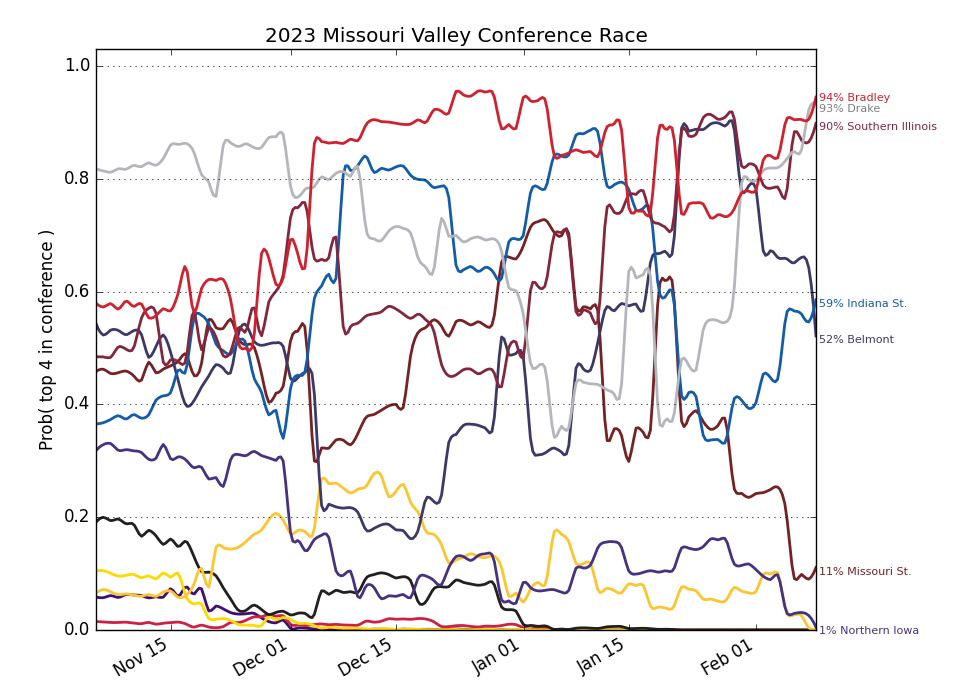 2023 Missouri Valley Conference Race
Prob( top 4 in conference )
1.0
0.8
0.6
0.4
0.2
0.0
Nov 15
Dec 01
Dec 15
Jan 01
Jan 15
Feb 01
94% Bradley
93% Drake
90% Southern Illinois
59% Indiana St.
52% Belmont
11% Missouri St.
1% Northern Iowa